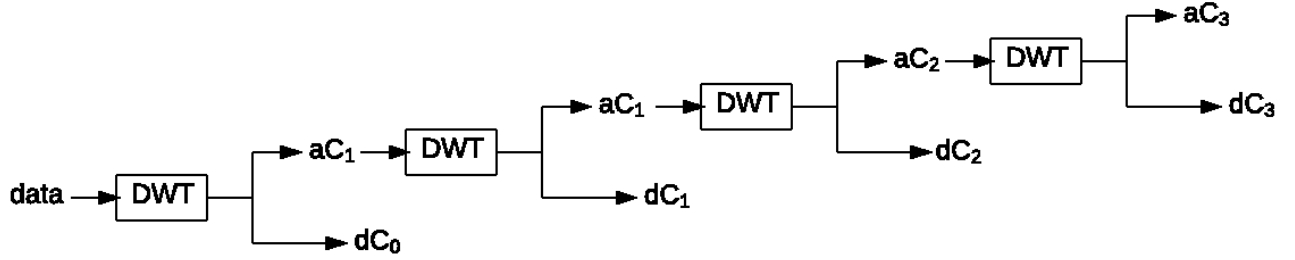 data
DWT
aC₁
dC₀
DWT
aC₁
dC₁
DWT
aC₂
dC₂
DWT
aC₃
dC₃